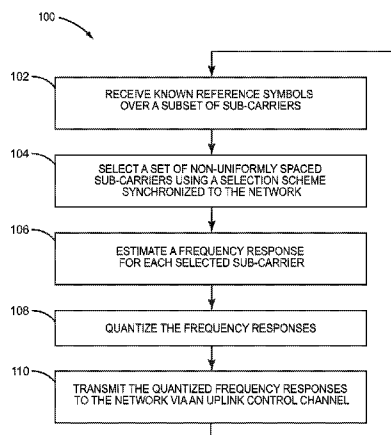 100
102
RECEIVE KNOWN REFERENCE SYMBOLS
OVER A SUBSET OF SUB-CARRIERS
104
SELECT A SET OF NON-UNIFORMLY SPACED
SUB-CARRIERS USING A SELECTION SCHEME
SYNCHRONIZED TO THE NETWORK
106
ESTIMATE A FREQUENCY RESPONSE
FOR EACH SELECTED SUB-CARRIER
108
QUANTIZE THE FREQUENCY RESPONSES
110
TRANSMIT THE QUANTIZED FREQUENCY RESPONSES
TO THE NETWORK VIA AN UPLINK CONTROL CHANNEL